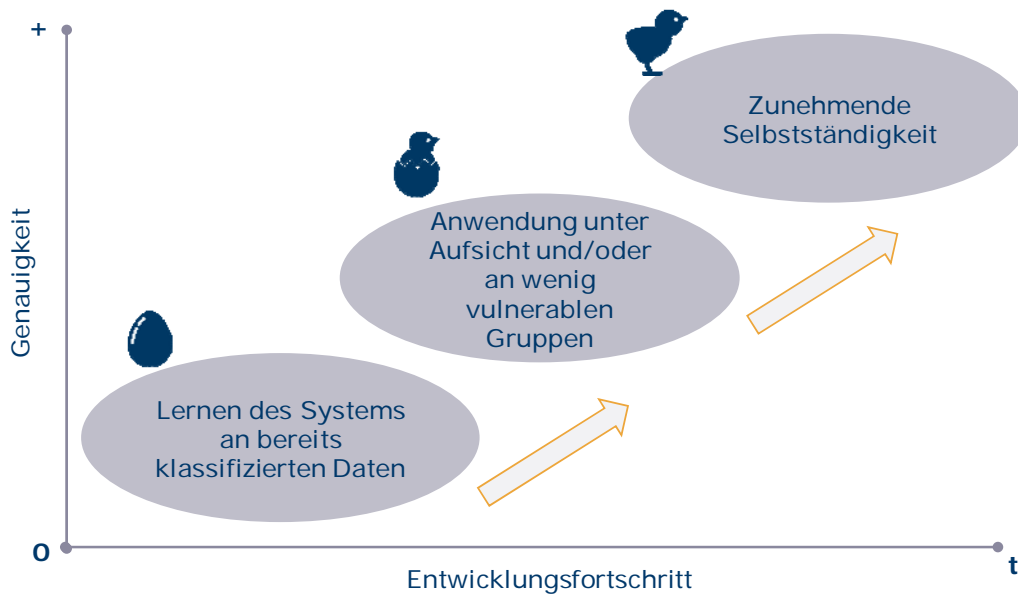 +
Zunehmende
Selbstständigkeit
Anwendung unter
Aufsicht und/oder
an wenig
vulnerablen
Gruppen
Genauigkeit
Lernen des Systems
an bereits
klassifizierten Daten
0
t
Entwicklungsfortschritt